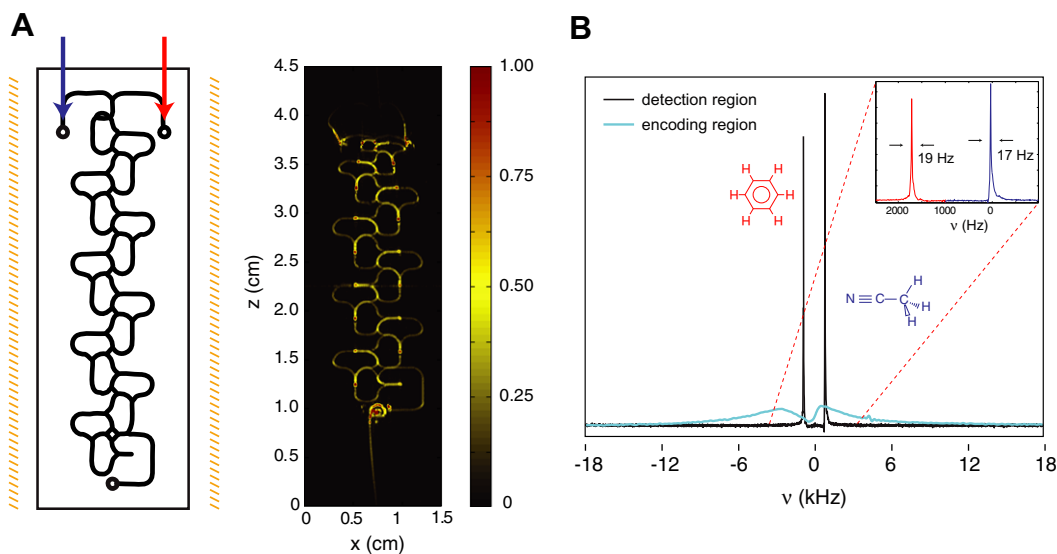 A
4.5
4.0
3.5
3.0
2.5
2.0
1.5
1.0
0.5
0
z (cm)
0 0.5 1 1.5
x (cm)
1.00
0.75
0.50
0.25
0
B
detection region
encoding region
H H
H H
H H
N C C H
H
H
19 Hz 17 Hz
2000 1000 0
ν (Hz)
-18 -12 -6 0 6 12 18
ν (kHz)